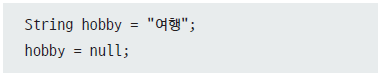 String hobby = "여행";
hobby = null;